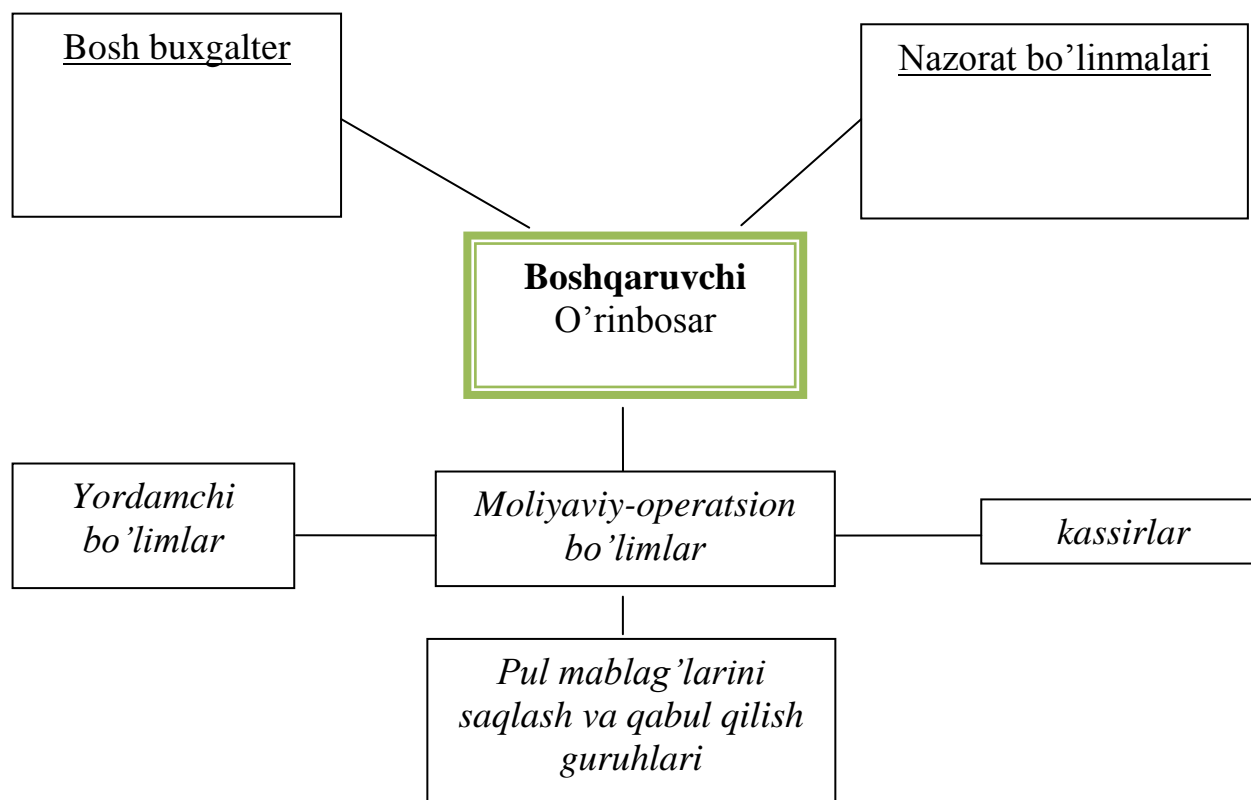 Bosh buxgalter
Nazorat bo’linmalari
Boshqaruvchi
O’rinbosar
Yordamchi
bo’limlar
Moliyaviy-operatsion
bo’limlar
kassirlar
Pul mablag’larini
saqlash va qabul qilish
guruhlari